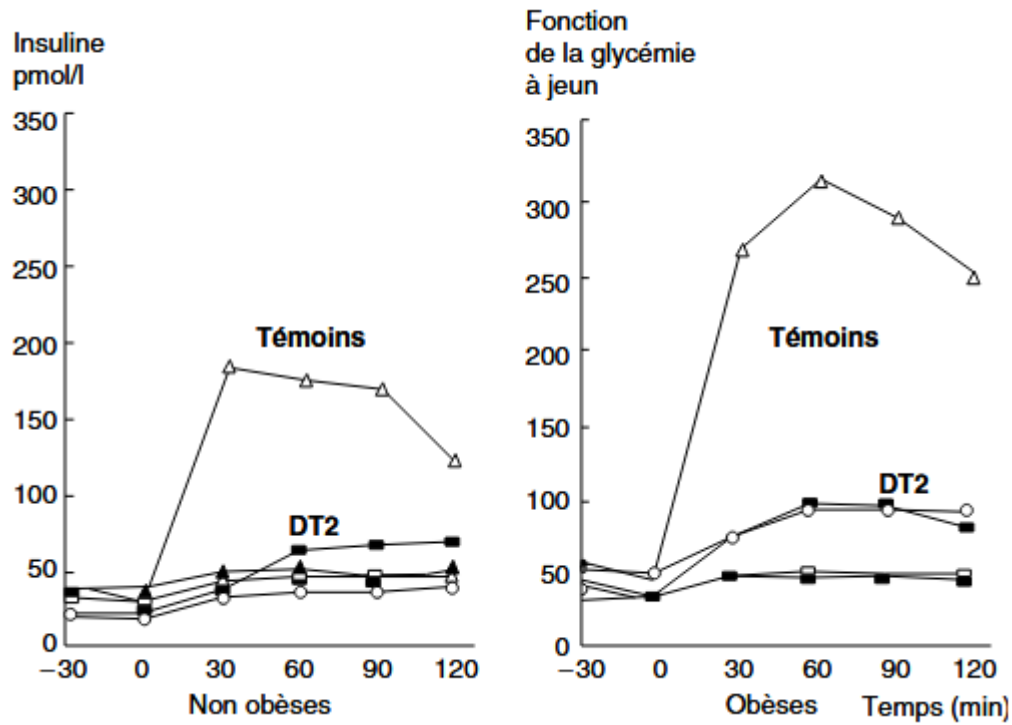 Insuline
pmol/l
350
300
250
200
150
100
50
0
Témoins
DT2
−30 0 30 60 90 120
Non obèses
Fonction
de la glycémie
à jeun
350
300
250
200
150
100
50
0
Témoins
DT2
−30 0 30 60 90 120
Obèses Temps (min)